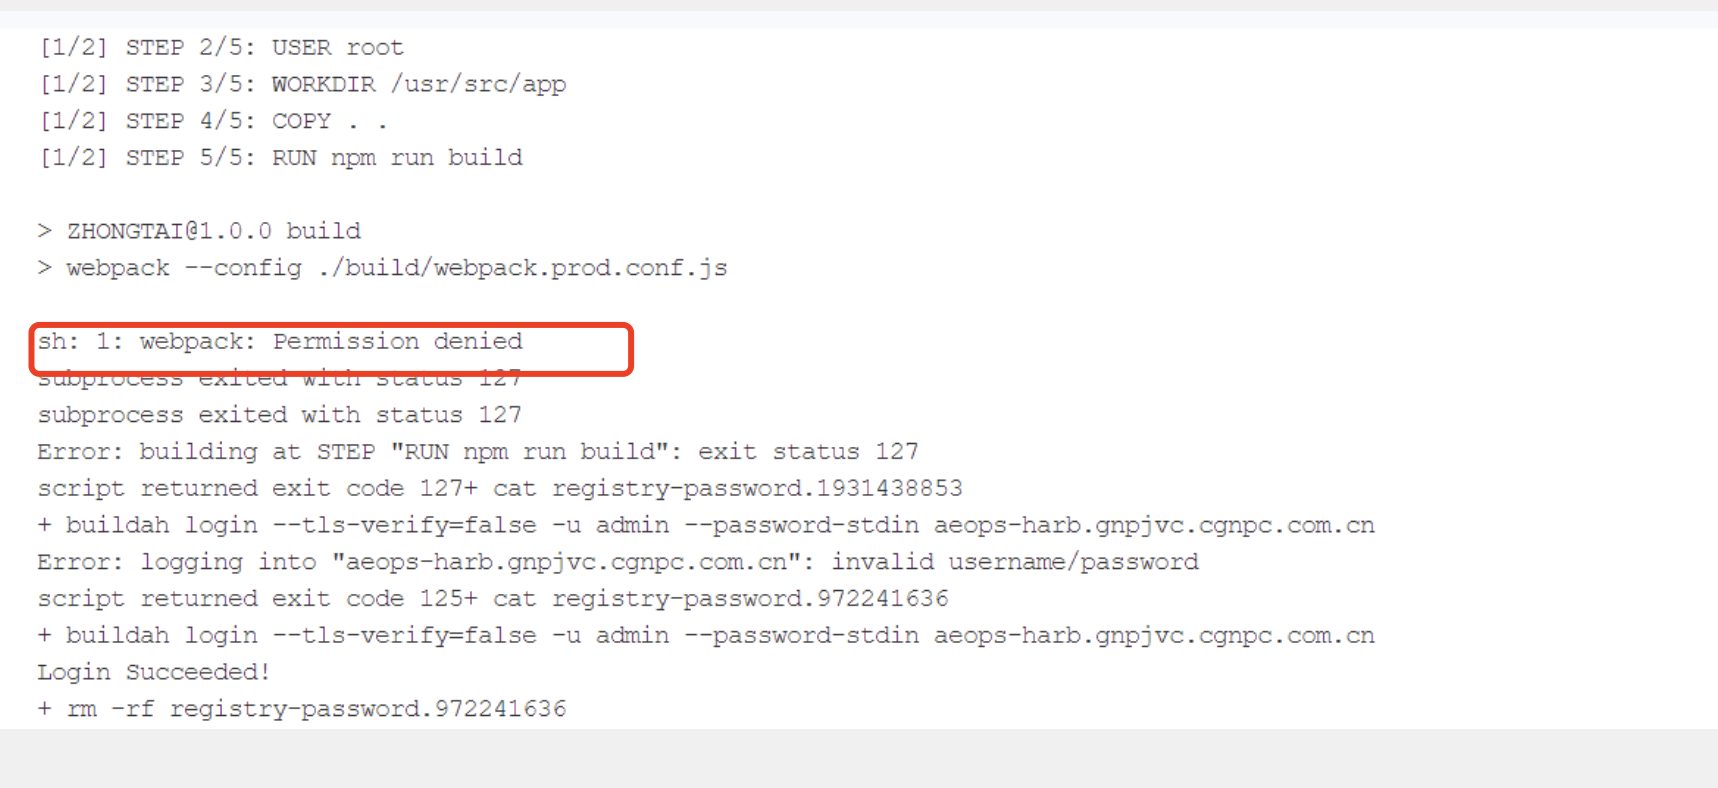 [1/2] STEP 2/5: USER root
[1/2] STEP 3/5: WORKDIR /usr/src/app
[1/2] STEP 4/5: COPY . .
[1/2] STEP 5/5: RUN npm run build
> ZHONGTAI@1.0.0 build
> webpack --config ./build/webpack.prod.conf.js
sh: 1: webpack: Permission denied
subprocess exited with status 127
subprocess exited with status 127
Error: building at STEP "RUN npm run build": exit status 127
script returned exit code 127+ cat registry-password.1931438853
+ buildah login --tls-verify=false -u admin --password-stdin aeops-harb.gnpjvc.cgnpc.com.cn
Error: logging into "aeops-harb.gnpjvc.cgnpc.com.cn": invalid username/password
script returned exit code 125+ cat registry-password.972241636
+ buildah login --tls-verify=false -u admin --password-stdin aeops-harb.gnpjvc.cgnpc.com.cn
Login Succeeded!
+ rm -rf registry-password.972241636